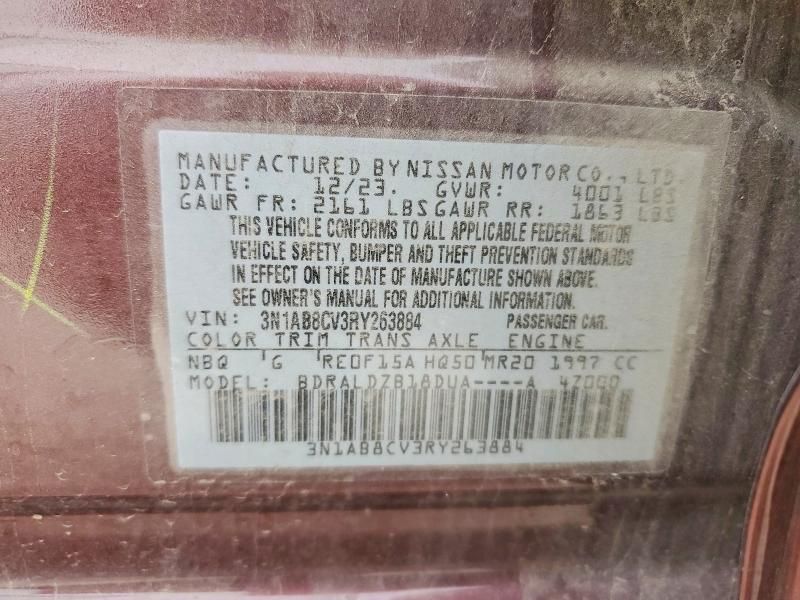 MANUFACTURED BY NISSAN MOTOR CO., LTD
DATE: 12/23. GVWR: 4001 LBS
GAWR FR: 2161 LBS GAWR RR: 1863 LBS
THIS VEHICLE CONFORMS TO ALL APPLICABLE FEDERAL MOTOR
VEHICLE SAFETY, BUMPER AND THEFT PREVENTION STANDARDS
IN EFFECT ON THE DATE OF MANUFACTURE SHOWN ABOVE.
SEE OWNER'S MANUAL FOR ADDITIONAL INFORMATION.
VIN: 3N1AB8CV3RY263884 PASSENGER CAR.
COLOR TRIM TRANS AXLE ENGINE
NBQ 'G 'RE0F15A HQ50 'MR20 1997 CC
MODEL: BDRALDZB18DUA----A 4Z000
3N1AB8CV3RY263884